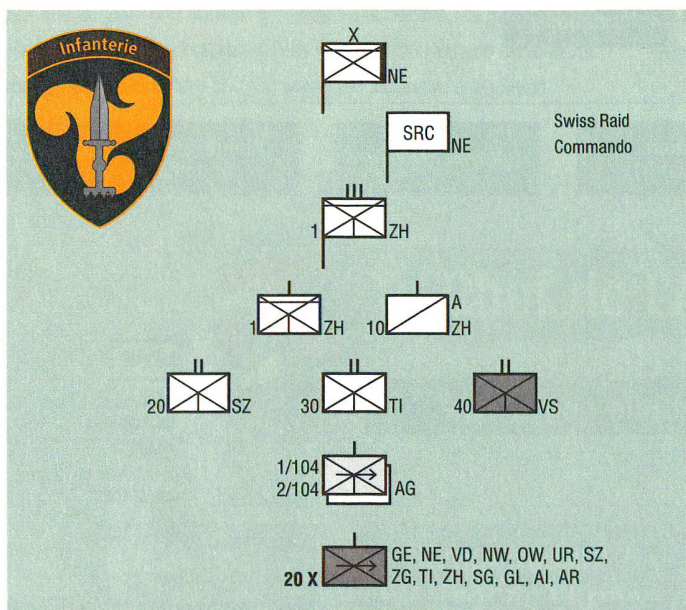 Infanterie
X
NE
SRC
NE
Swiss Raid
Commando
III
1
ZH
1
ZH
10
A
ZH
II
20
SZ
II
30
TI
II
40
VS
1/104
2/104
AG
20 X
GE, NE, VD, NW, OW, UR, SZ,
ZG, TI, ZH, SG, GL, AI, AR